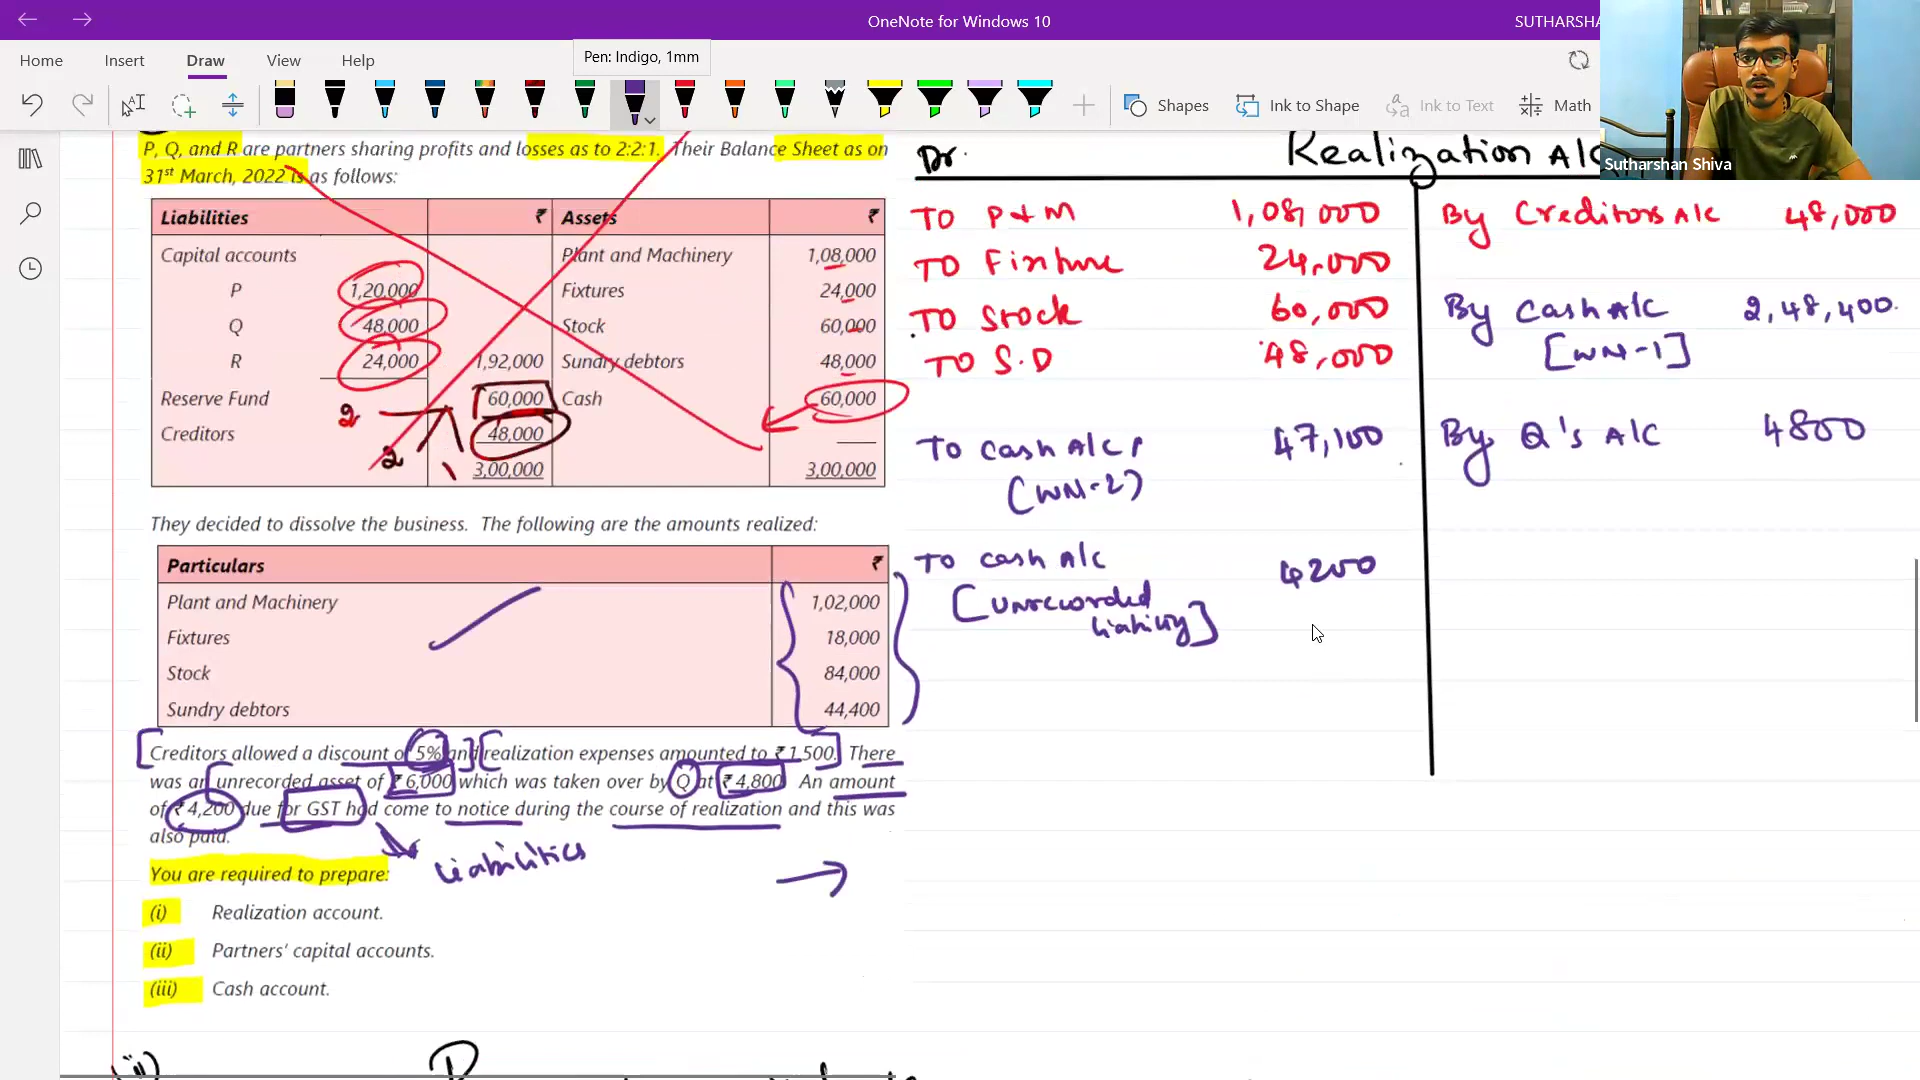 OneNote for Windows 10
SUTHARSHA
Home Insert Draw View Help
Pen: Indigo, 1mm
Shapes Ink to Shape Ink to Text Math
Sutharshan Shiva
P, Q, and R are partners sharing profits and losses as to 2:2:1. Their Balance Sheet as on
31st March, 2022 is as follows:
Liabilities ₹ Assets ₹
Capital accounts Plant and Machinery 1,08,000
P 1,20,000 Fixtures 24,000
Q 48,000 Stock 60,000
R 24,000 1,92,000 Sundry debtors 48,000
Reserve Fund 60,000 Cash 60,000
2
Creditors 48,000
2
1
3,00,000 3,00,000
They decided to dissolve the business. The following are the amounts realized:
Particulars ₹
Plant and Machinery 1,02,000
Fixtures 18,000
Stock 84,000
Sundry debtors 44,400
Creditors allowed a discount of 5% and realization expenses amounted to ₹ 1,500. There
was an unrecorded asset of ₹ 6,000 which was taken over by Q at ₹ 4,800. An amount
of ₹ 4,200 due for GST had come to notice during the course of realization and this was
also paid.
Liabilities
You are required to prepare:
(i) Realization account.
(ii) Partners' capital accounts.
(iii) Cash account.
(ii)
Dr. Realization A/c
To P+M 1,08,000 By Creditors A/c 48,000
To Fixture 24,000
To Stock 60,000 By Cash A/c 2,48,400.
To S.D 48,000 [WN-1]
To Cash A/c 47,100 By Q's A/c 4800
(WN-2)
To cash A/c 4200
[Unrecorded
liability]